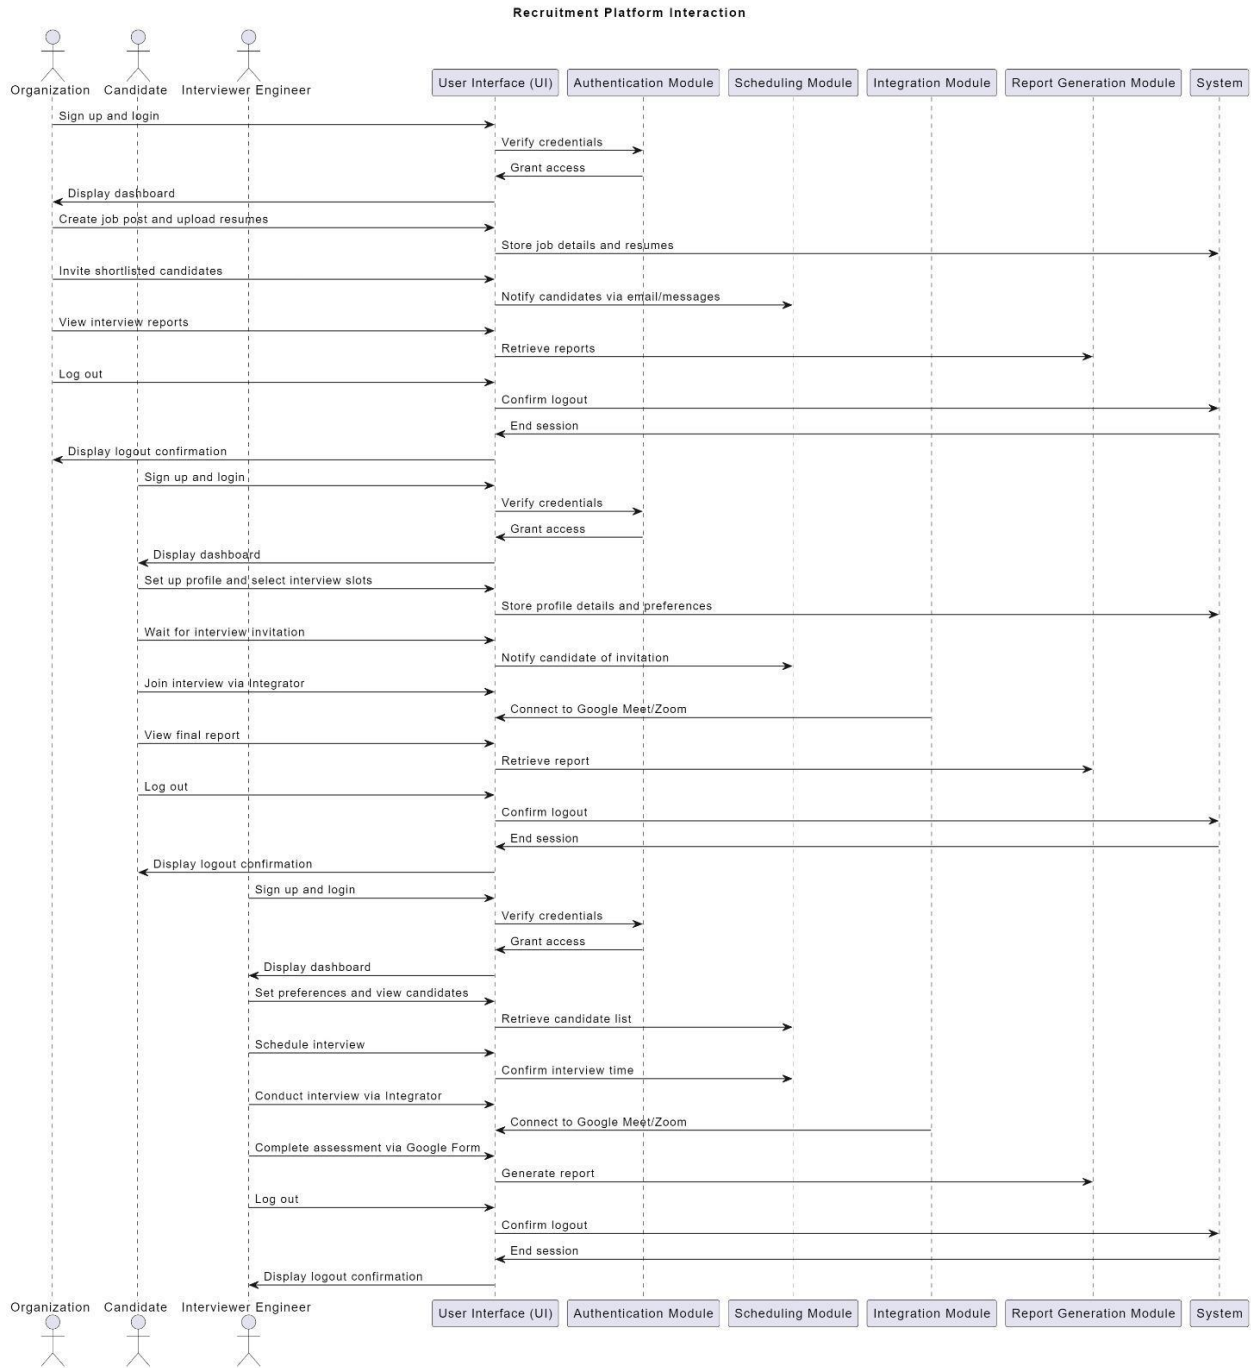 Recruitment Platform Interaction
Organization Candidate Interviewer Engineer User Interface (UI) Authentication Module Scheduling Module Integration Module Report Generation Module System
Sign up and login
Verify credentials
Grant access
Display dashboard
Create job post and upload resumes
Store job details and resumes
Invite shortlisted candidates
Notify candidates via email/messages
View interview reports
Retrieve reports
Log out
Confirm logout
End session
Display logout confirmation
Sign up and login
Verify credentials
Grant access
Display dashboard
Set up profile and select interview slots
Store profile details and preferences
Wait for interview invitation
Notify candidate of invitation
Join interview via Integrator
Connect to Google Meet/Zoom
View final report
Retrieve report
Log out
Confirm logout
End session
Display logout confirmation
Sign up and login
Verify credentials
Grant access
Display dashboard
Set preferences and view candidates
Retrieve candidate list
Schedule interview
Confirm interview time
Conduct interview via Integrator
Connect to Google Meet/Zoom
Complete assessment via Google Form
Generate report
Log out
Confirm logout
End session
Display logout confirmation
Organization Candidate Interviewer Engineer User Interface (UI) Authentication Module Scheduling Module Integration Module Report Generation Module System